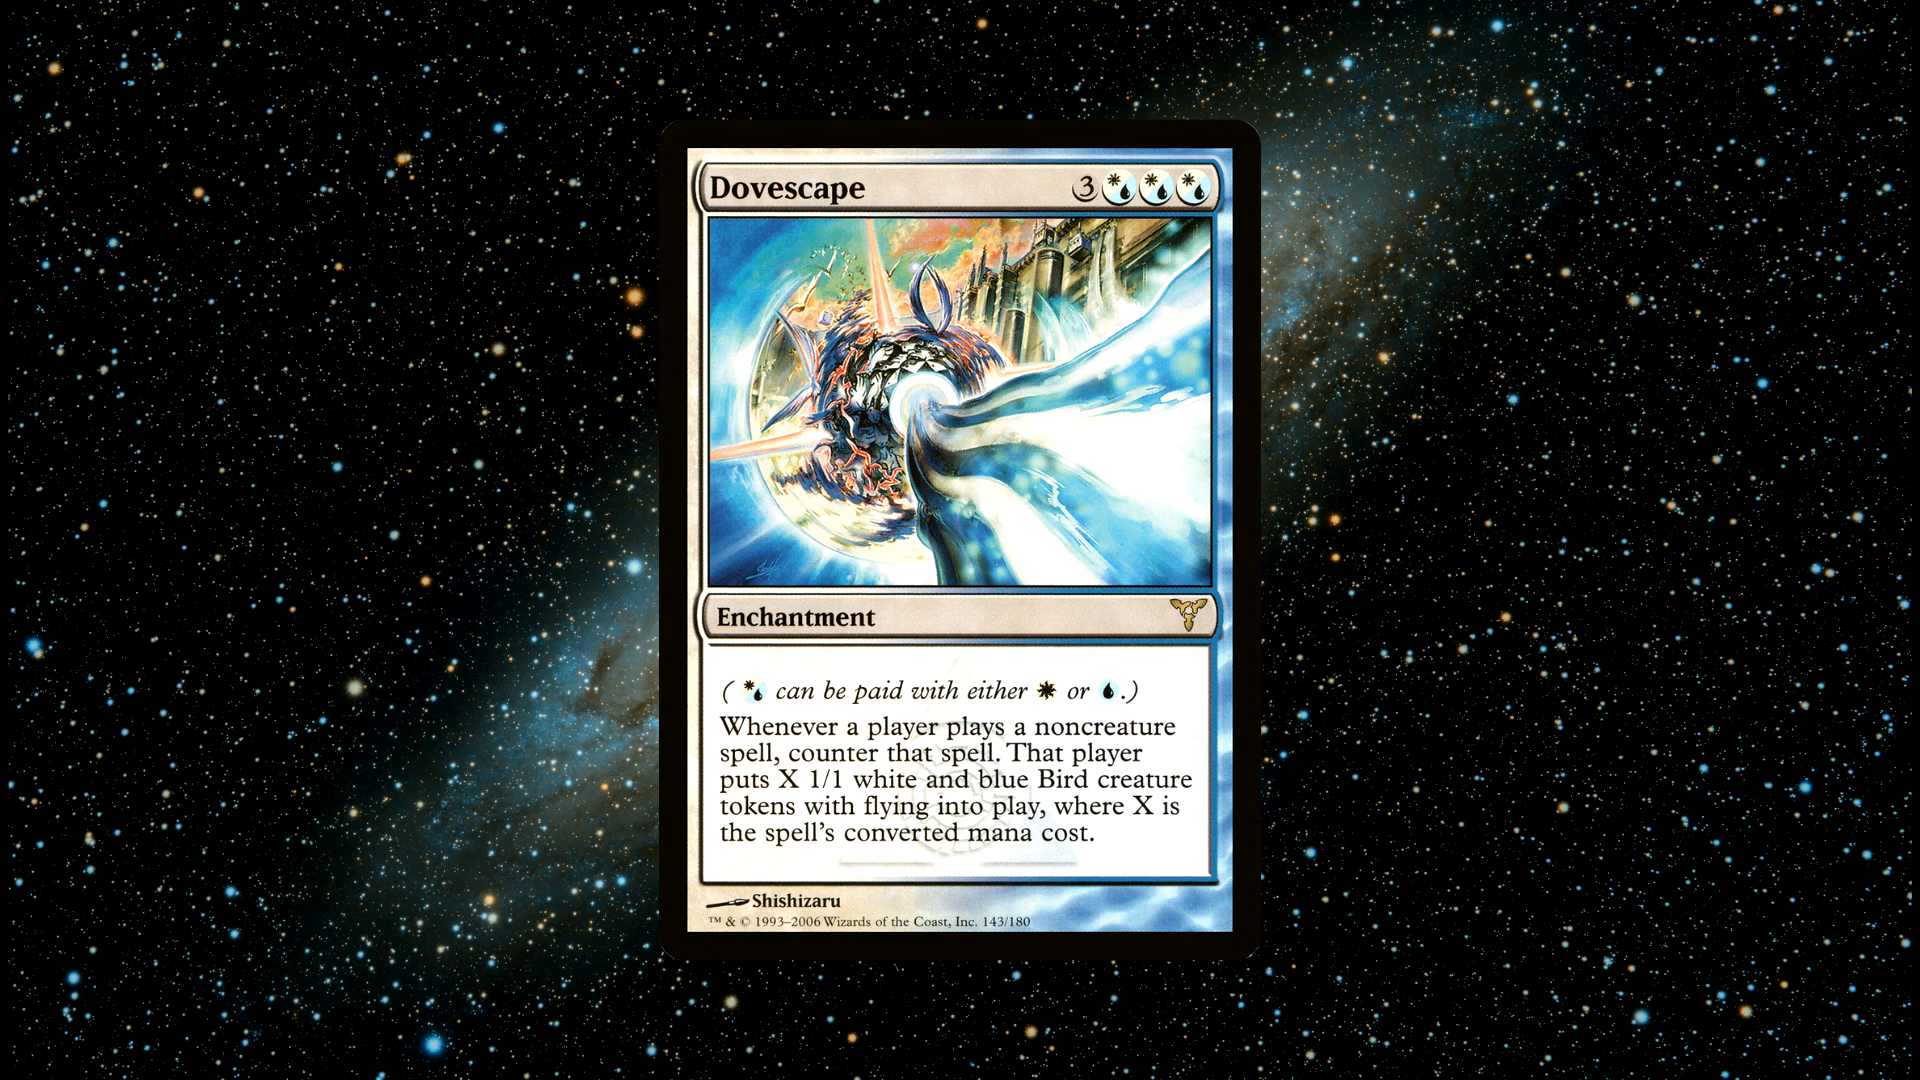 Dovescape 3
Enchantment
( can be paid with either or .)
Whenever a player plays a noncreature
spell, counter that spell. That player
puts X 1/1 white and blue Bird creature
tokens with flying into play, where X is
the spell's converted mana cost.
Shishizaru
™ & © 1993–2006 Wizards of the Coast, Inc. 143/180